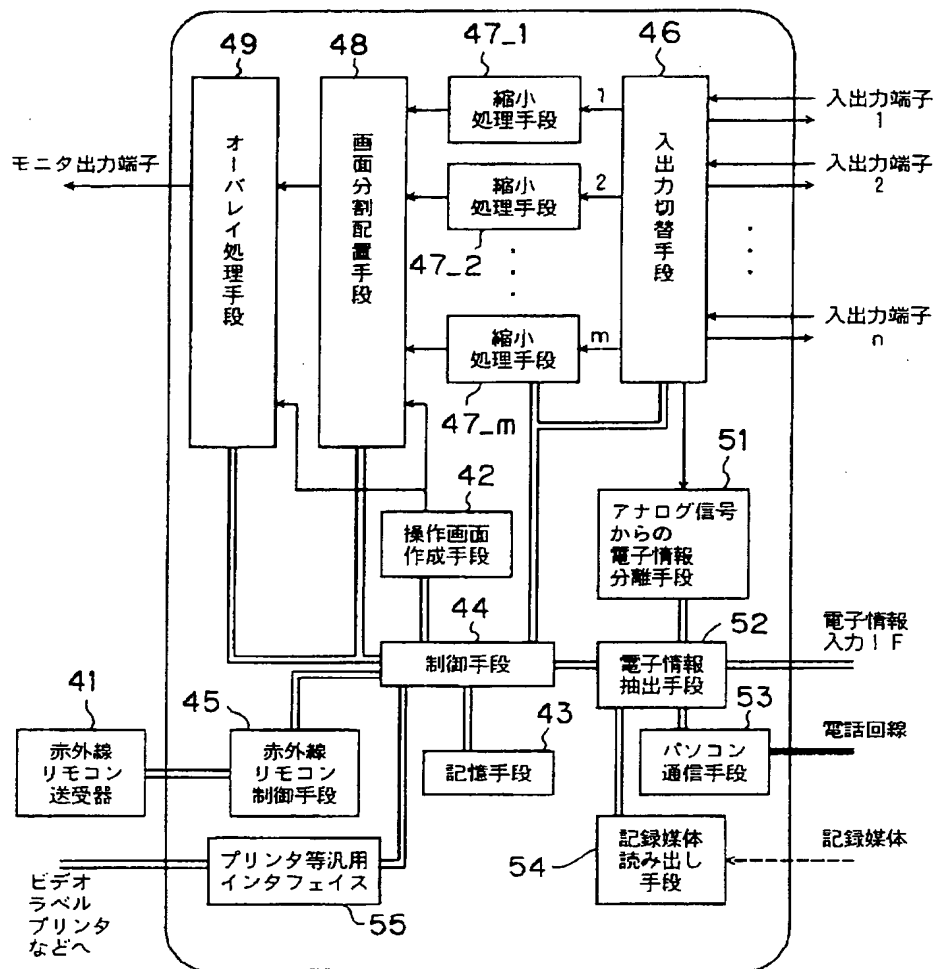 49
48
47_1
46
オーバレイ処理手段
画面分割配置手段
縮小
処理手段
1
入出力切替手段
入出力端子
1
モニタ出力端子
縮小
処理手段
2
入出力端子
2
47_2
縮小
処理手段
m
入出力端子
n
47_m
42
51
操作画面
作成手段
アナログ信号
からの
電子情報
分離手段
44
52
制御手段
電子情報
抽出手段
電子情報
入力IF
41
45
43
53
赤外線
リモコン
送受器
赤外線
リモコン
制御手段
記憶手段
パソコン
通信手段
電話回線
プリンタ等汎用
インタフェイス
54
記録媒体
読み出し
手段
記録媒体
ビデオ
ラベル
プリンタ
などへ
55